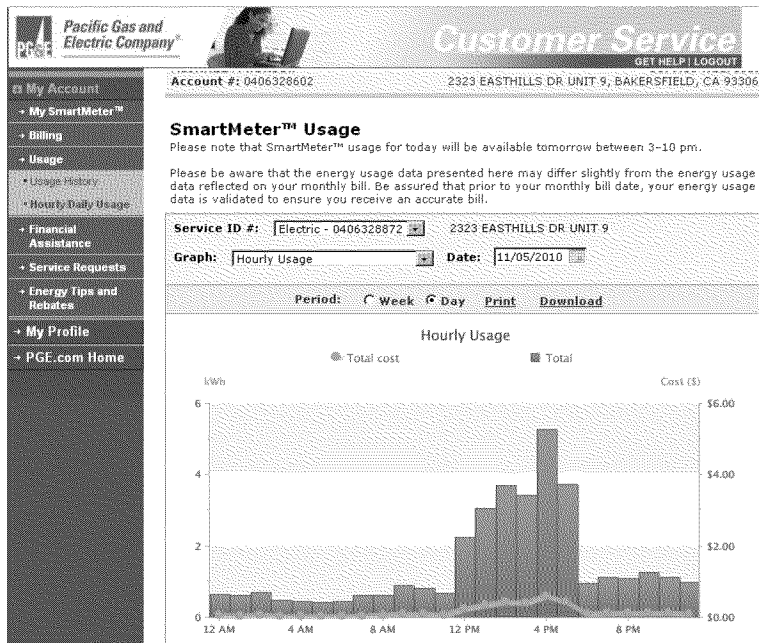 Pacific Gas and
Electric Company®
PG&E
Customer Service
GET HELP | LOGOUT
My Account
My SmartMeter™
Billing
Usage
Usage History
Hourly Daily Usage
Financial
Assistance
Service Requests
Energy Tips and
Rebates
My Profile
PGE.com Home
Account #: 0406328602 2323 EASTHILLS DR UNIT 9, BAKERSFIELD, CA 93306
SmartMeter™ Usage
Please note that SmartMeter™ usage for today will be available tomorrow between 3-10 pm.
Please be aware that the energy usage data presented here may differ slightly from the energy usage
data reflected on your monthly bill. Be assured that prior to your monthly bill date, your energy usage
data is validated to ensure you receive an accurate bill.
Service ID #: Electric - 0406328872 2323 EASTHILLS DR UNIT 9
Graph: Hourly Usage Date: 11/05/2010
Period: Week Day Print Download
Hourly Usage
Total cost Total
kWh Cost ($)
6 $6.00
4 $4.00
2 $2.00
0 $0.00
12 AM 4 AM 8 AM 12 PM 4 PM 8 PM